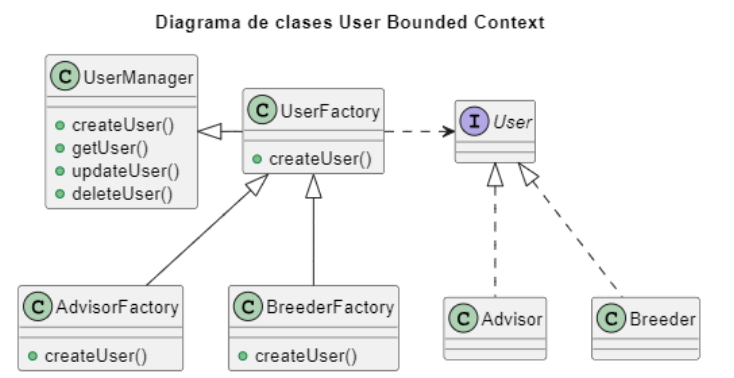 Diagrama de clases User Bounded Context
C UserManager
createUser()
getUser()
updateUser()
deleteUser()
C UserFactory
createUser()
I User
C AdvisorFactory
createUser()
C BreederFactory
createUser()
C Advisor
C Breeder